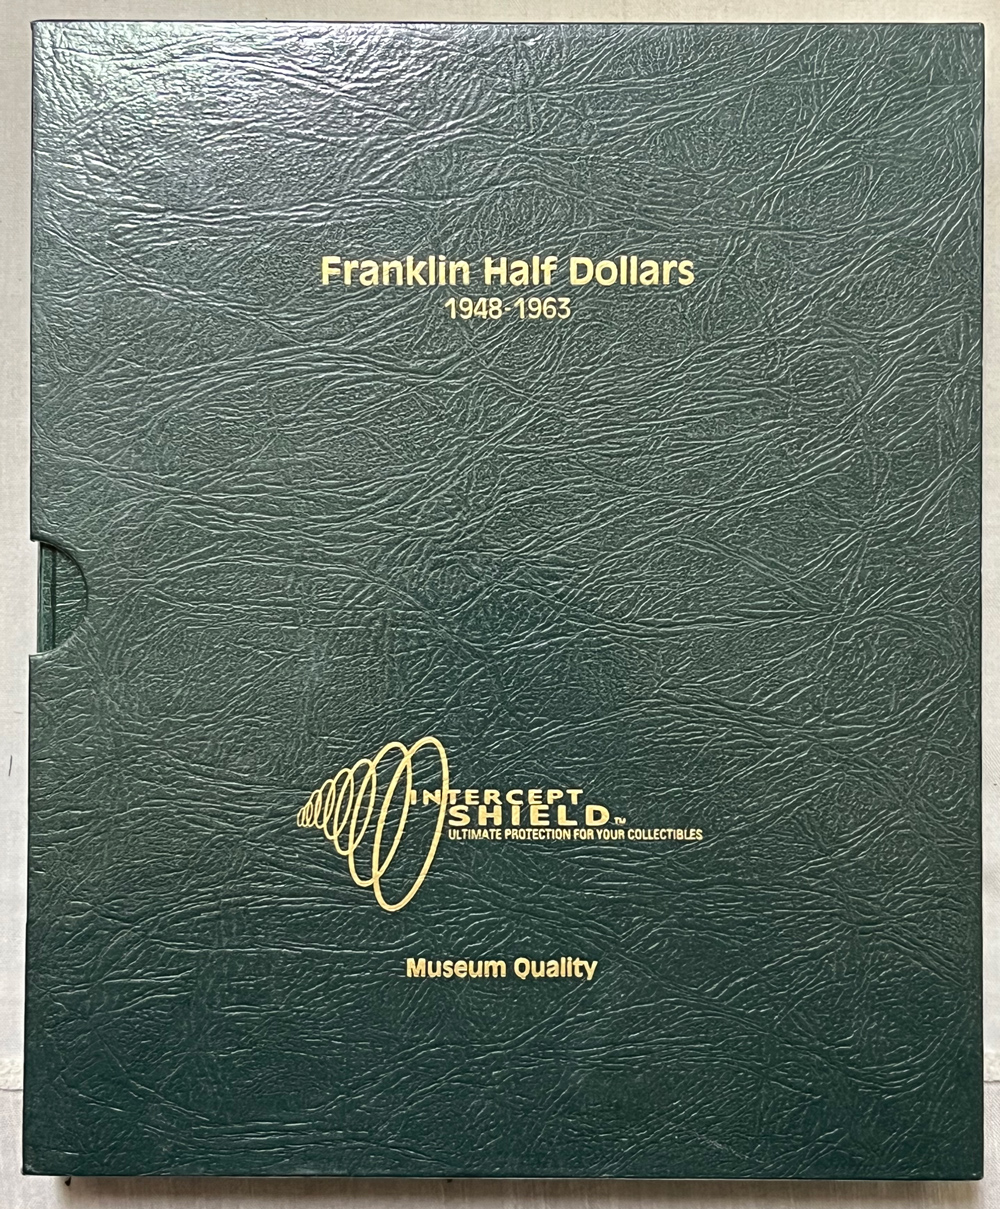 Franklin Half Dollars
1948-1963
INTERCEPT
SHIELD™
ULTIMATE PROTECTION FOR YOUR COLLECTIBLES
Museum Quality